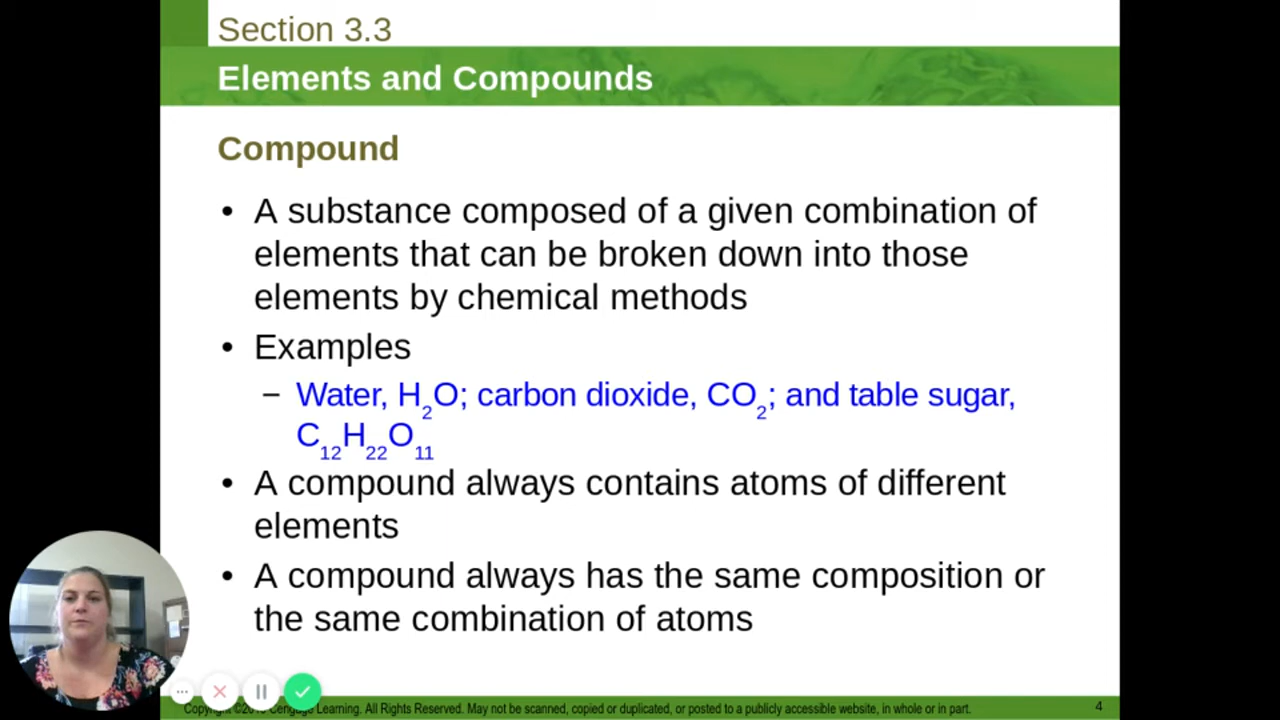 Section 3.3
Elements and Compounds
Compound
• A substance composed of a given combination of
elements that can be broken down into those
elements by chemical methods
• Examples
– Water, H₂O; carbon dioxide, CO₂; and table sugar,
C₁₂H₂₂O₁₁
• A compound always contains atoms of different
elements
• A compound always has the same composition or
the same combination of atoms
Learning. All Rights Reserved. May not be scanned, copied or duplicated, or posted to a publicly accessible website, in whole or in part.
4